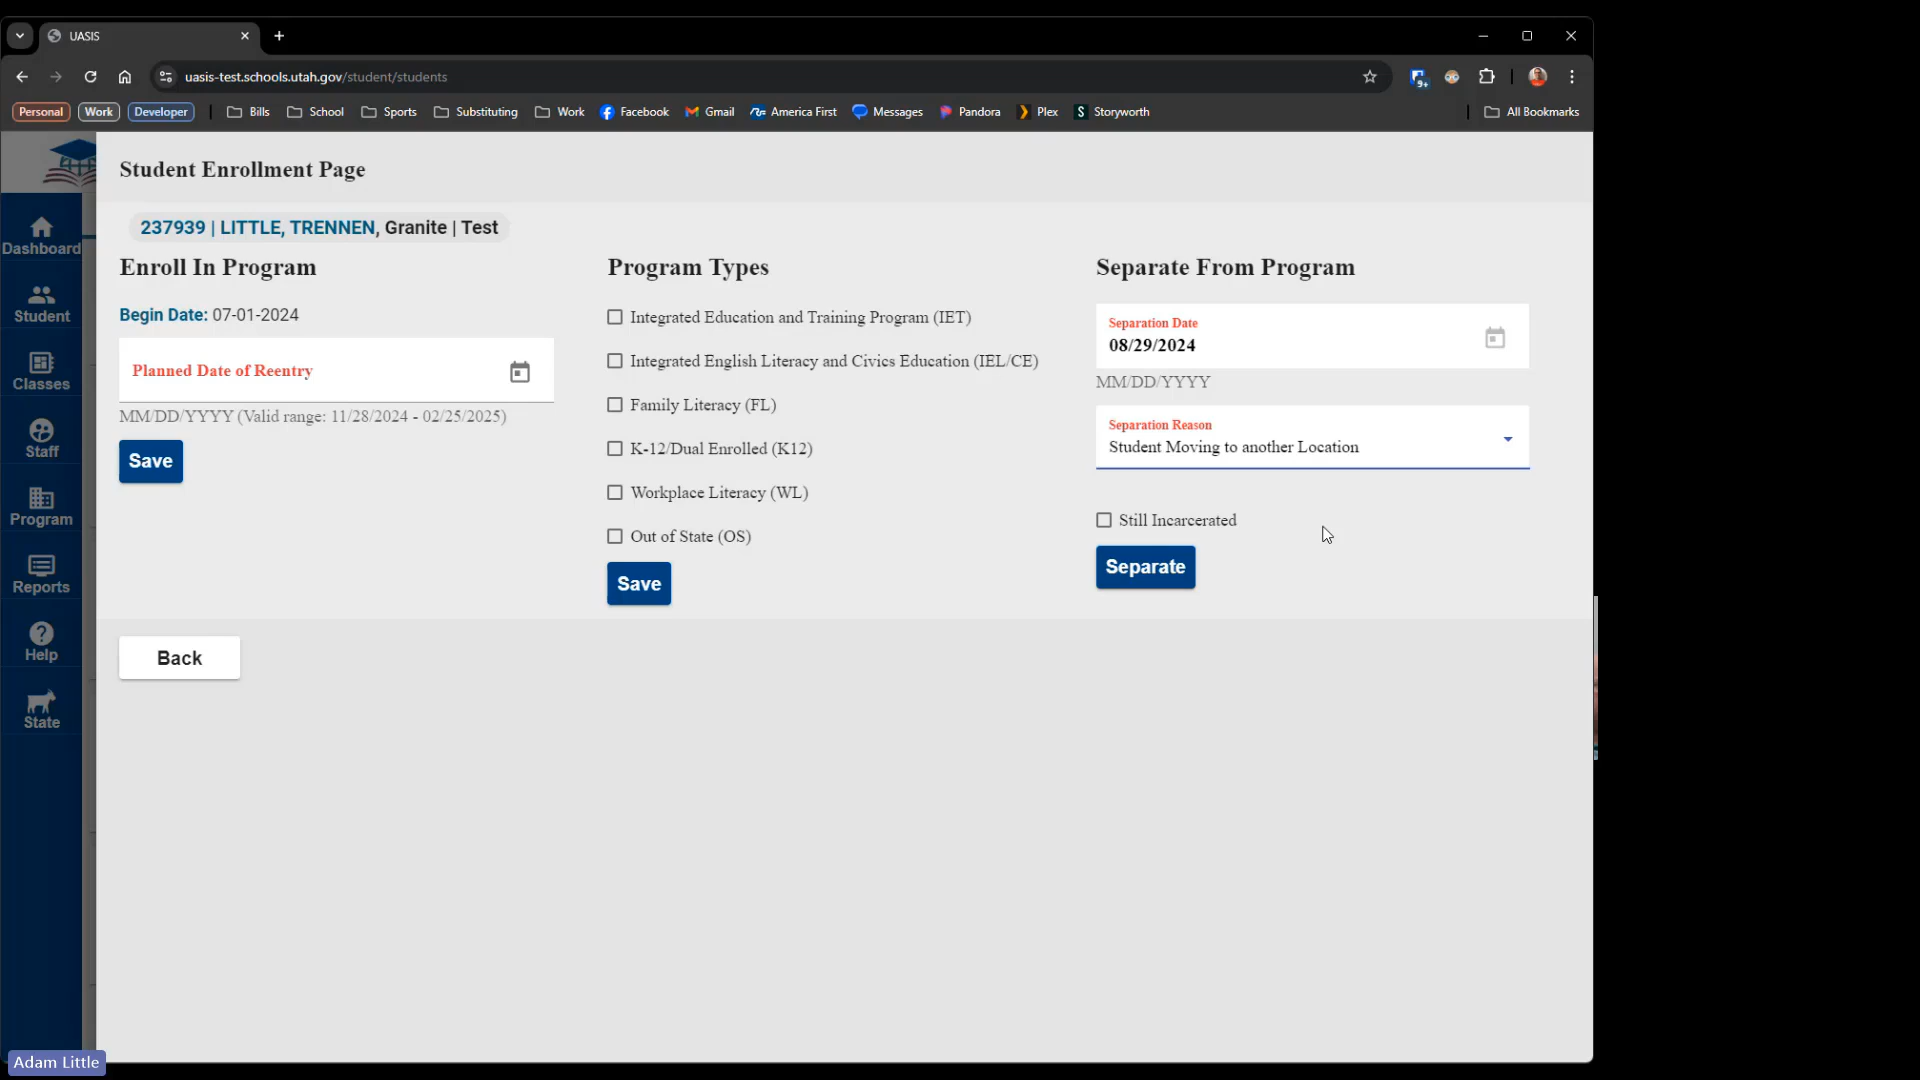 UASIS
uasis-test.schools.utah.gov/student/students
9+
Personal Work Developer Bills School Sports Substituting Work Facebook Gmail America First Messages Pandora Plex Storyworth All Bookmarks
Student Enrollment Page
237939 | LITTLE, TRENNEN, Granite | Test
Enroll In Program
Begin Date: 07-01-2024
Planned Date of Reentry
MM/DD/YYYY (Valid range: 11/28/2024 - 02/25/2025)
Save
Program Types
Integrated Education and Training Program (IET)
Integrated English Literacy and Civics Education (IEL/CE)
Family Literacy (FL)
K-12/Dual Enrolled (K12)
Workplace Literacy (WL)
Out of State (OS)
Save
Separate From Program
Separation Date
08/29/2024
MM/DD/YYYY
Separation Reason
Student Moving to another Location
Still Incarcerated
Separate
Back
Dashboard
Student
Classes
Staff
Program
Reports
Help
State
Adam Little